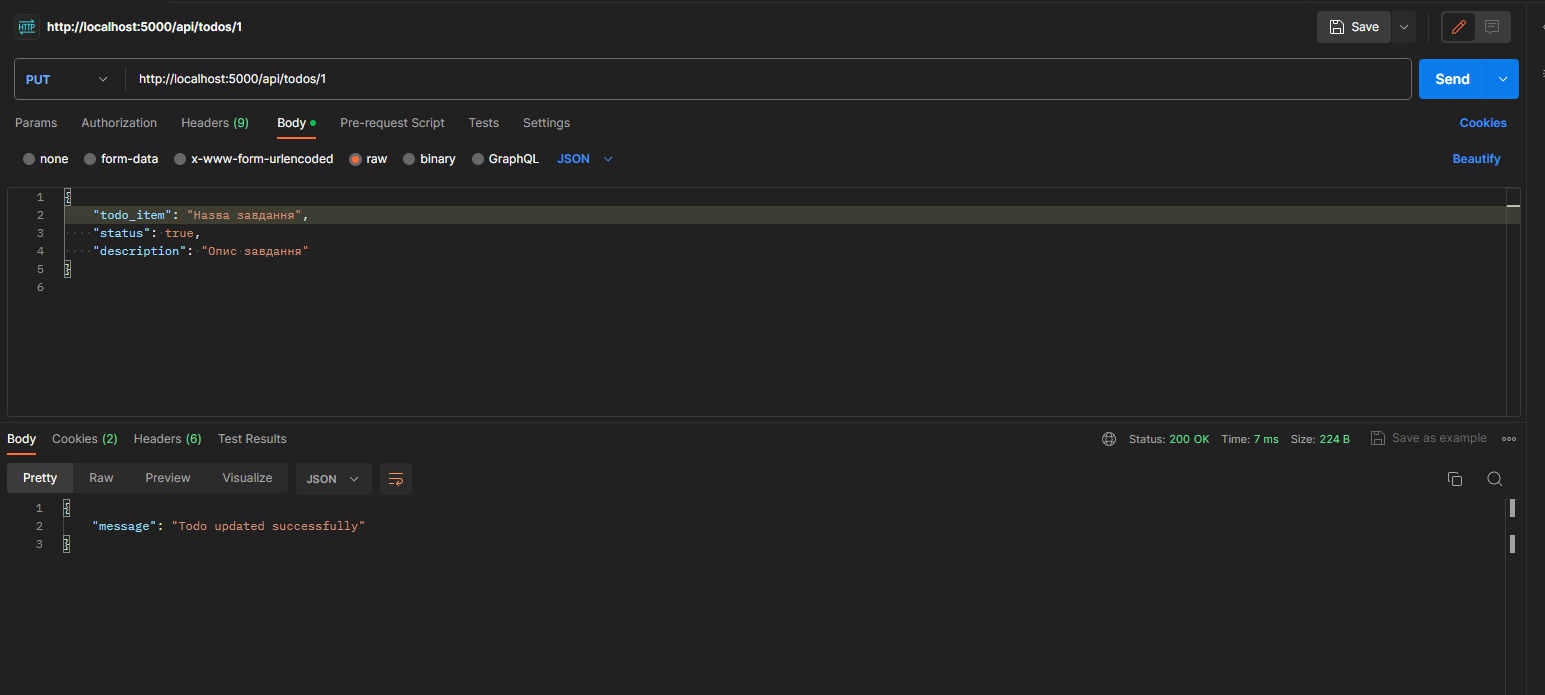 HTTP http://localhost:5000/api/todos/1 Save
PUT http://localhost:5000/api/todos/1 Send
Params Authorization Headers (9) Body Pre-request Script Tests Settings Cookies
none form-data x-www-form-urlencoded raw binary GraphQL JSON Beautify
1 {
2 "todo_item": "Назва завдання",
3 "status": true,
4 "description": "Опис завдання"
5 }
6
Body Cookies (2) Headers (6) Test Results Status: 200 OK Time: 7 ms Size: 224 B Save as example
Pretty Raw Preview Visualize JSON
1 {
2 "message": "Todo updated successfully"
3 }